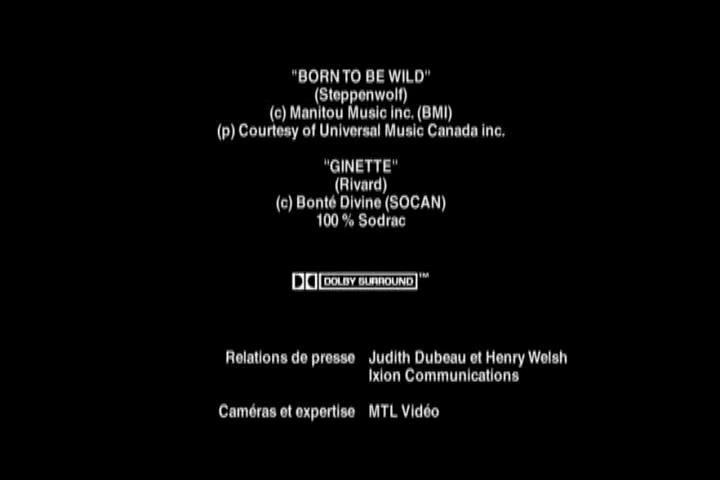 "BORN TO BE WILD"
(Steppenwolf)
(c) Manitou Music inc. (BMI)
(p) Courtesy of Universal Music Canada inc.
"GINETTE"
(Rivard)
(c) Bonté Divine (SOCAN)
100 % Sodrac
DOLBY SURROUND™
Relations de presse Judith Dubeau et Henry Welsh
Ixion Communications
Caméras et expertise MTL Vidéo